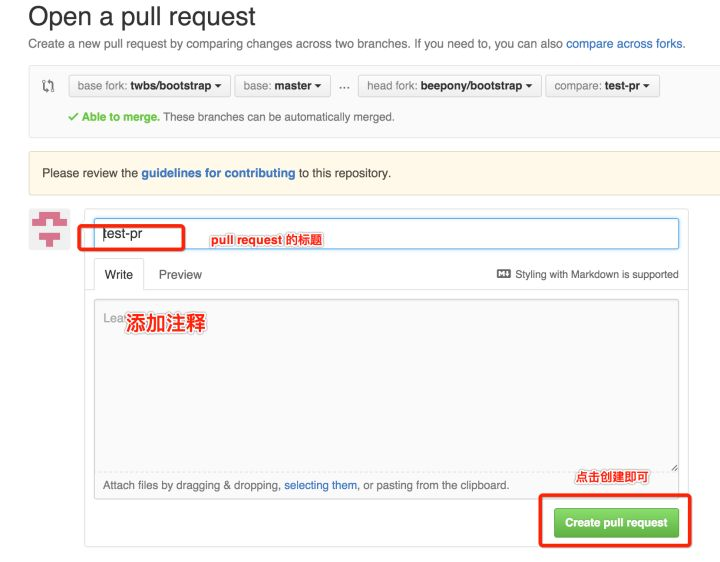 Open a pull request
Create a new pull request by comparing changes across two branches. If you need to, you can also compare across forks.
base fork: twbs/bootstrap base: master ... head fork: beepony/bootstrap compare: test-pr
Able to merge. These branches can be automatically merged.
Please review the guidelines for contributing to this repository.
test-pr pull request 的标题
Write Preview Styling with Markdown is supported
Lea 添加注释
点击创建即可
Attach files by dragging & dropping, selecting them, or pasting from the clipboard.
Create pull request